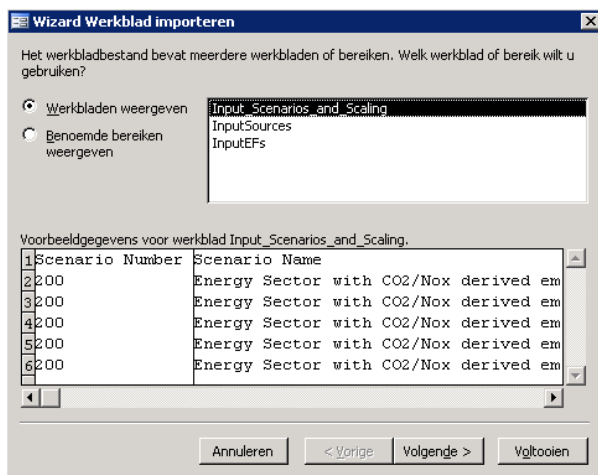 Wizard Werkblad importeren
Het werkbladbestand bevat meerdere werkbladen of bereiken. Welk werkblad of bereik wilt u
gebruiken?
Werkbladen weergeven
Benoemde bereiken
weergeven
Input_Scenarios_and_Scaling
InputSources
InputEFs
Voorbeeldgegevens voor werkblad Input_Scenarios_and_Scaling.
1 Scenario Number Scenario Name
2 200 Energy Sector with CO2/Nox derived em
3 200 Energy Sector with CO2/Nox derived em
4 200 Energy Sector with CO2/Nox derived em
5 200 Energy Sector with CO2/Nox derived em
6 200 Energy Sector with CO2/Nox derived em
Annuleren < Vorige Volgende > Voltooien